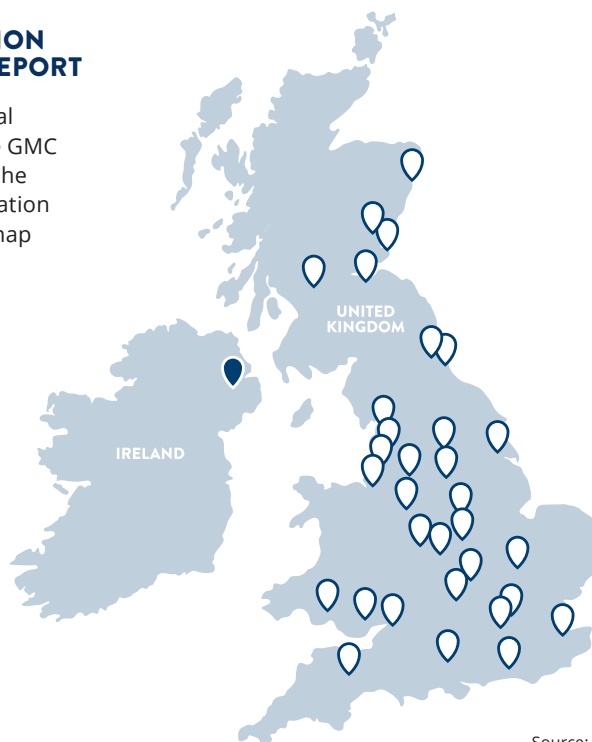 ION
EPORT
al
GMC
he
ation
nap
UNITED
KINGDOM
IRELAND
Source: